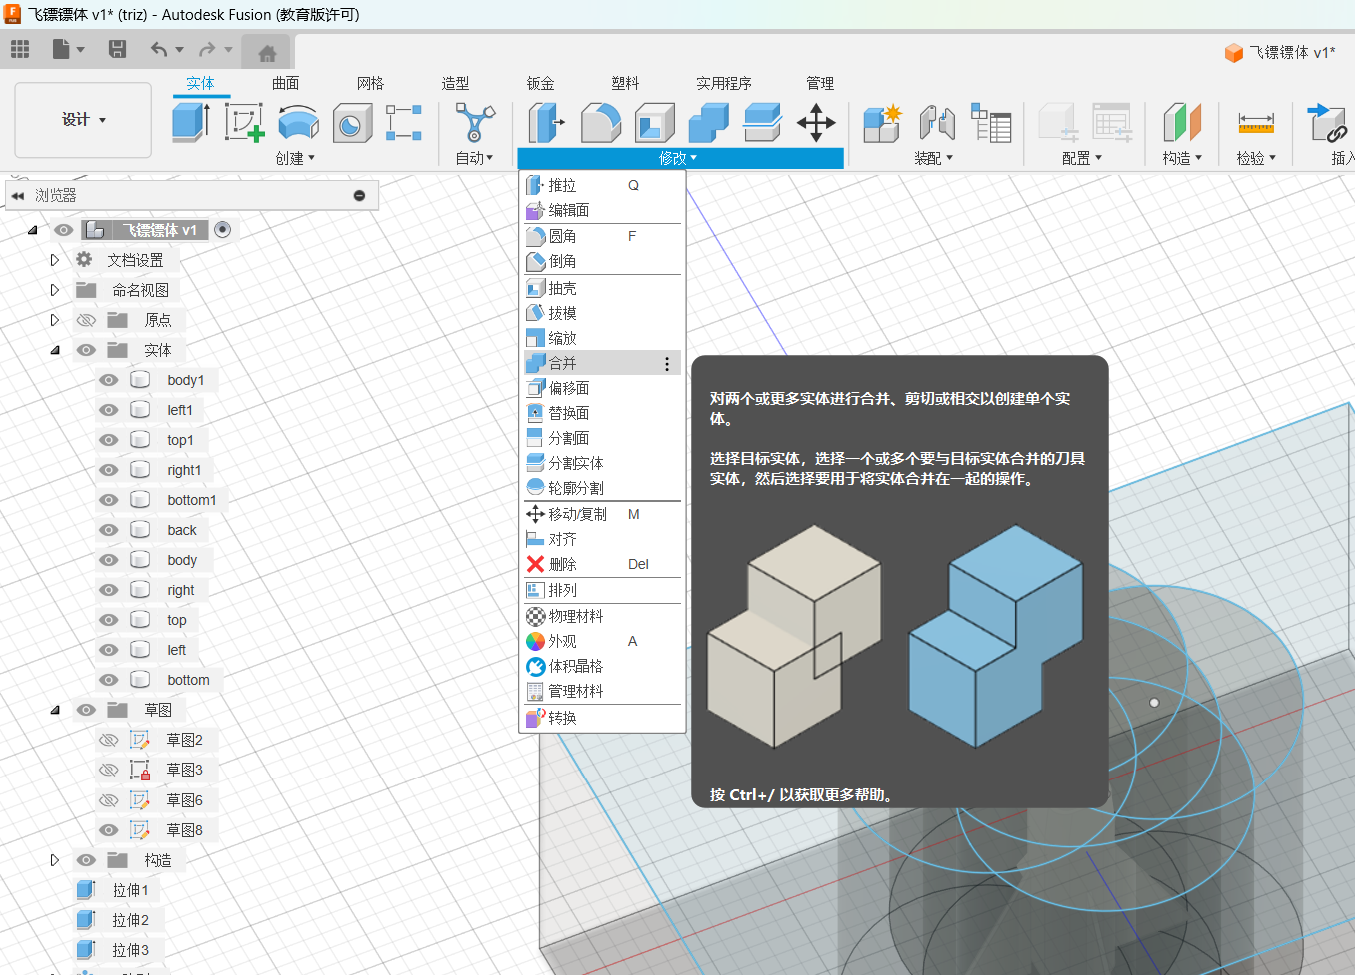 飞镖镖体 v1* (triz) - Autodesk Fusion (教育版许可)
飞镖镖体 v1*
实体 曲面 网格 造型 钣金 塑料 实用程序 管理
设计
创建 自动 修改 装配 配置 构造 检验 插入
浏览器
飞镖镖体 v1
文档设置
命名视图
原点
实体
body1
left1
top1
right1
bottom1
back
body
right
top
left
bottom
草图
草图2
草图3
草图6
草图8
构造
拉伸1
拉伸2
拉伸3
推拉 Q
编辑面
圆角 F
倒角
抽壳
拔模
缩放
合并
偏移面
替换面
分割面
分割实体
轮廓分割
移动/复制 M
对齐
删除 Del
排列
物理材料
外观 A
体积晶格
管理材料
转换
对两个或更多实体进行合并、剪切或相交以创建单个实
体。
选择目标实体，选择一个或多个要与目标实体合并的刀具
实体，然后选择要用于将实体合并在一起的操作。
按 Ctrl+/ 以获取更多帮助。